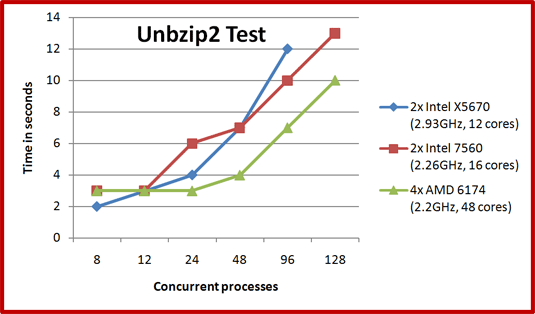 Unbzip2 Test
Time in seconds
14
12
10
8
6
4
2
0
8 12 24 48 96 128
Concurrent processes
2x Intel X5670
(2.93GHz, 12 cores)
2x Intel 7560
(2.26GHz, 16 cores)
4x AMD 6174
(2.2GHz, 48 cores)